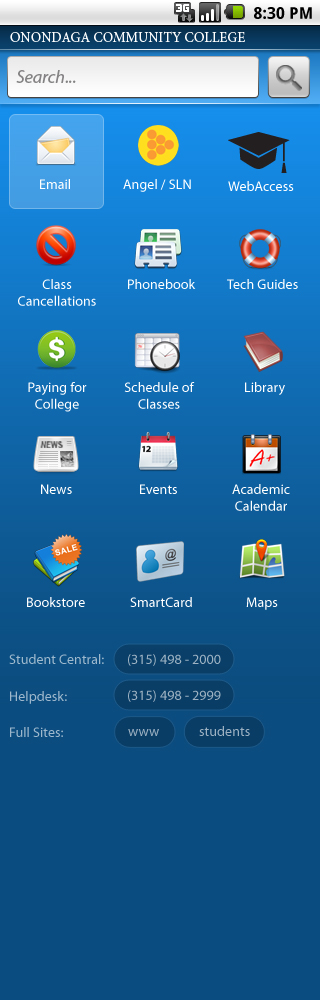 3G
8:30 PM
ONONDAGA COMMUNITY COLLEGE
Search...
Email
Angel / SLN
WebAccess
Class
Cancellations
Phonebook
Tech Guides
$
Paying for
College
Schedule of
Classes
Library
NEWS
News
12
Events
A+
Academic
Calendar
SALE
Bookstore
@
SmartCard
Maps
Student Central: (315) 498 - 2000
Helpdesk: (315) 498 - 2999
Full Sites: www students